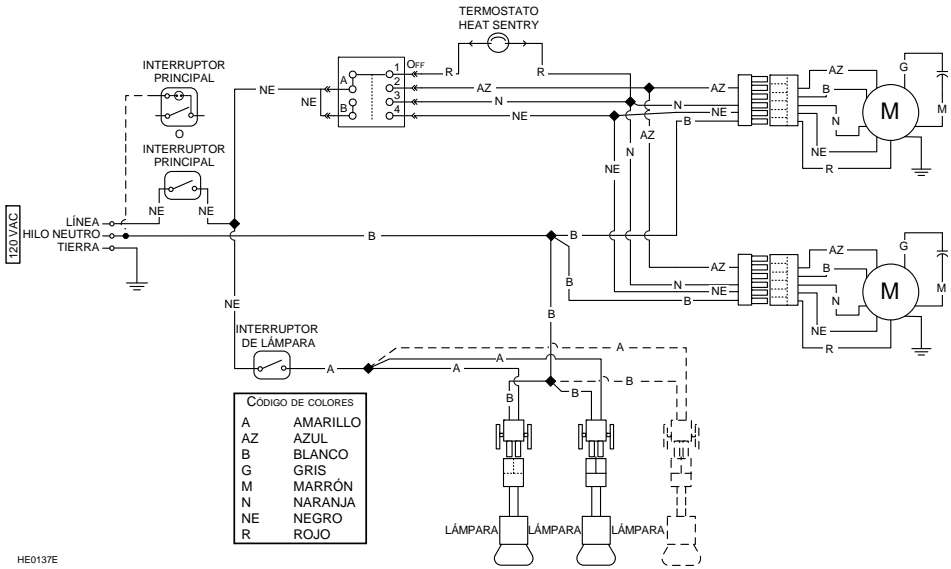 TERMOSTATO
HEAT SENTRY
INTERRUPTOR
PRINCIPAL
O
INTERRUPTOR
PRINCIPAL
NE
NE
120 VAC
LÍNEA
HILO NEUTRO
TIERRA
NE
NE
A
B
1
2
3
4
OFF
R
R
AZ
N
NE
AZ
N
NE
B
AZ
N
NE
B
AZ
B
N
NE
R
M
G
M
B
AZ
N
NE
B
AZ
B
N
NE
R
M
G
M
B
B
NE
INTERRUPTOR
DE LÁMPARA
A
A
A
A
B
B
B
LÁMPARA
LÁMPARA
LÁMPARA
CÓDIGO DE COLORES
A AMARILLO
AZ AZUL
B BLANCO
G GRIS
M MARRÓN
N NARANJA
NE NEGRO
R ROJO
HE0137E